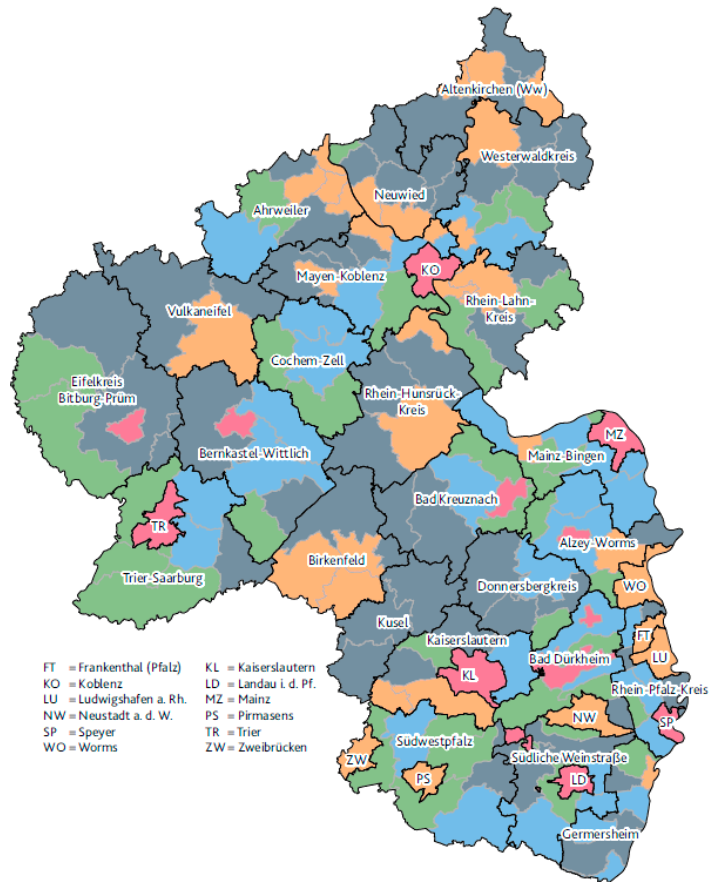 Altenkirchen (Ww)
Westerwaldkreis
Neuwied
Ahrweiler
KO
Mayen-Koblenz
Rhein-Lahn-
Kreis
Vulkaneifel
Cochem-Zell
Eifelkreis
Bitburg-Prüm
Rhein-Hunsrück-
Kreis
MZ
Mainz-Bingen
Bernkastel-Wittlich
Bad Kreuznach
TR
Alzey-Worms
Birkenfeld
Trier-Saarburg
Donnersbergkreis
WO
Kusel
Kaiserslautern
FT
LU
Bad Dürkheim
KL
Rhein-Pfalz-Kreis
NW
SP
Südwestpfalz
Südliche Weinstraße
ZW
PS
LD
Germersheim
FT = Frankenthal (Pfalz)
KO = Koblenz
LU = Ludwigshafen a. Rh.
NW = Neustadt a. d. W.
SP = Speyer
WO = Worms
KL = Kaiserslautern
LD = Landau i. d. Pf.
MZ = Mainz
PS = Pirmasens
TR = Trier
ZW = Zweibrücken